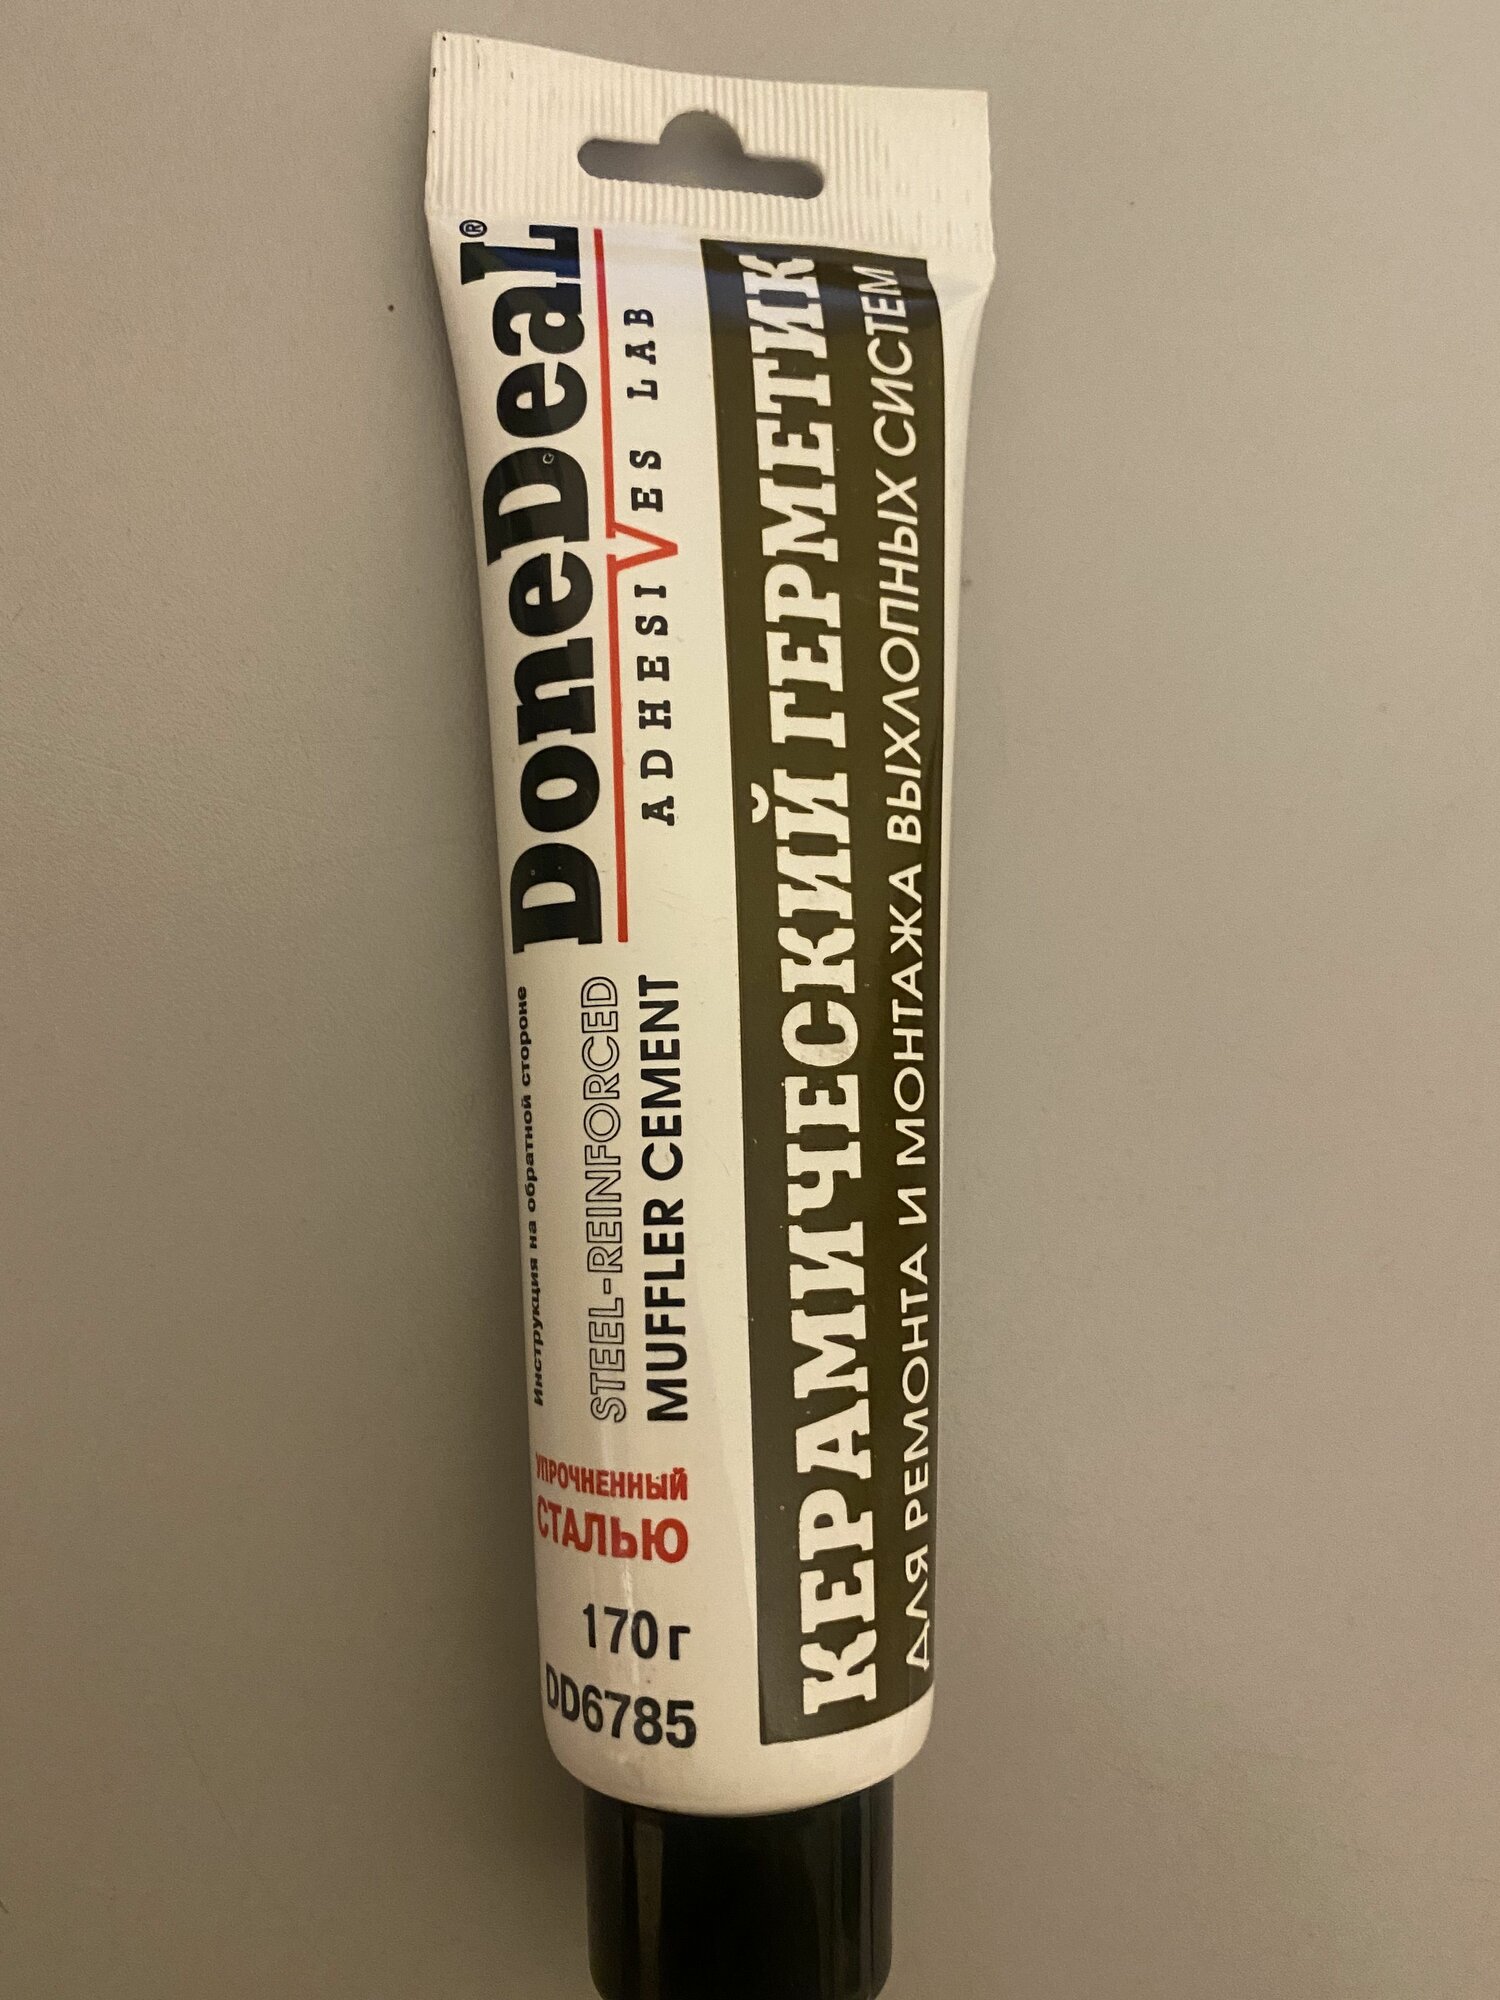 DoneDeaL®
ADHESIVES LAB
Инструкция на обратной стороне
STEEL-REINFORCED
MUFFLER CEMENT
УПРОЧНЕННЫЙ
СТАЛЬЮ
170 г
DD6785
КЕРАМИЧЕСКИЙ ГЕРМЕТИК
ДЛЯ РЕМОНТА И МОНТАЖА ВЫХЛОПНЫХ СИСТЕМ